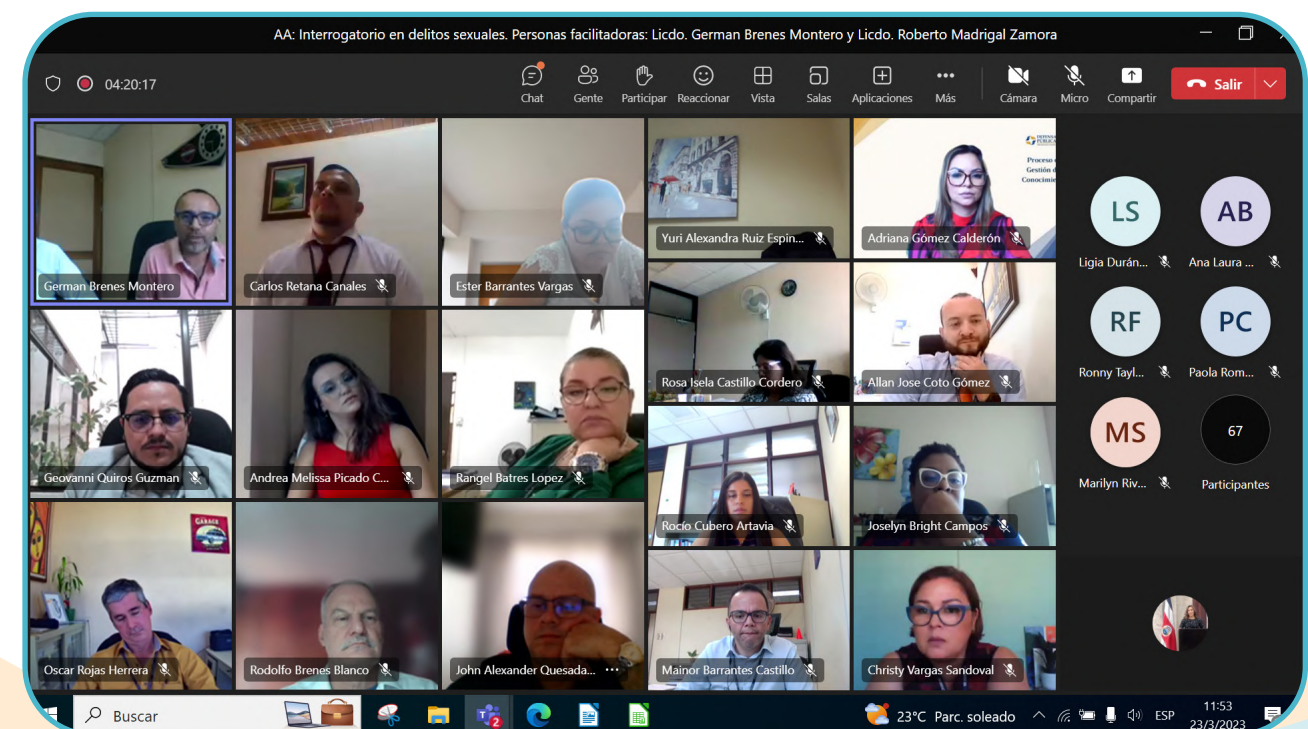 AA: Interrogatorio en delitos sexuales. Personas facilitadoras: Licdo. German Brenes Montero y Licdo. Roberto Madrigal Zamora
04:20:17
Chat
Gente
Participar
Reaccionar
Vista
Salas
Aplicaciones
Más
Cámara
Micro
Compartir
Salir
German Brenes Montero
Carlos Retana Canales
Ester Barrantes Vargas
Yuri Alexandra Ruiz Espin...
Proceso
Gestión
Adriana Gómez Calderón
LS
AB
Ligia Durán...
Ana Laura ...
Rosa Isela Castillo Cordero
Allan Jose Coto Gómez
RF
PC
Ronny Tayl...
Paola Rom...
Geovanni Quiros Guzman
Andrea Melissa Picado C...
Rangel Batres Lopez
Rocío Cubero Artavia
Joselyn Bright Campos
MS
67
Marilyn Riv...
Participantes
GARAGE
Oscar Rojas Herrera
Rodolfo Brenes Blanco
John Alexander Quesada... ...
Mainor Barrantes Castillo
Christy Vargas Sandoval
Buscar
2
23°C Parc. soleado
ESP
11:53
23/3/2023